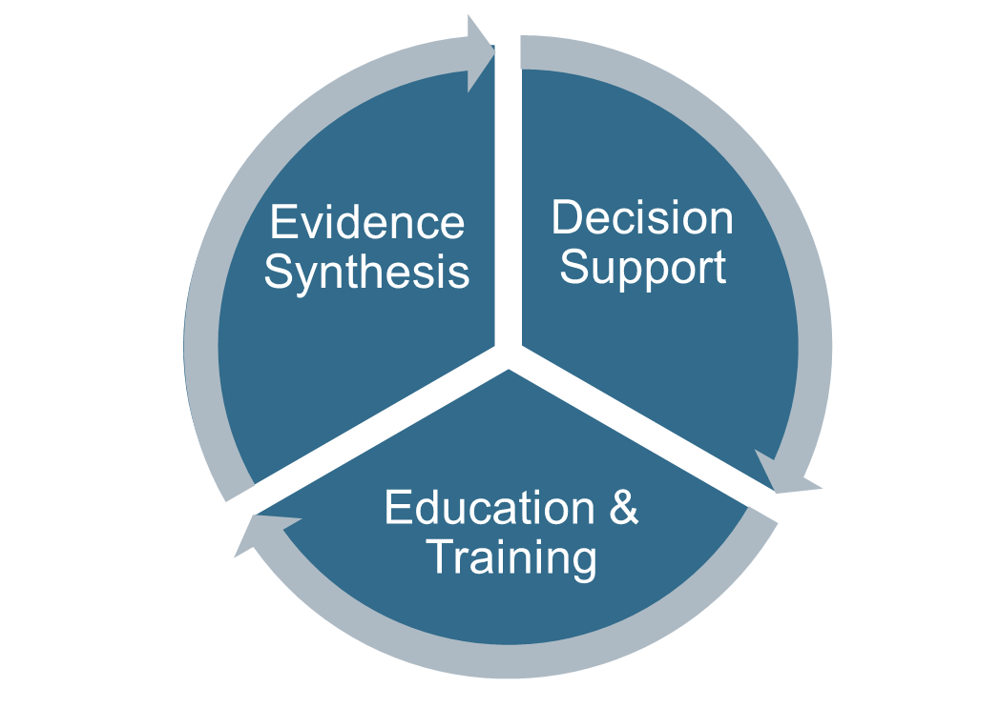 Evidence
Synthesis
Decision
Support
Education &
Training